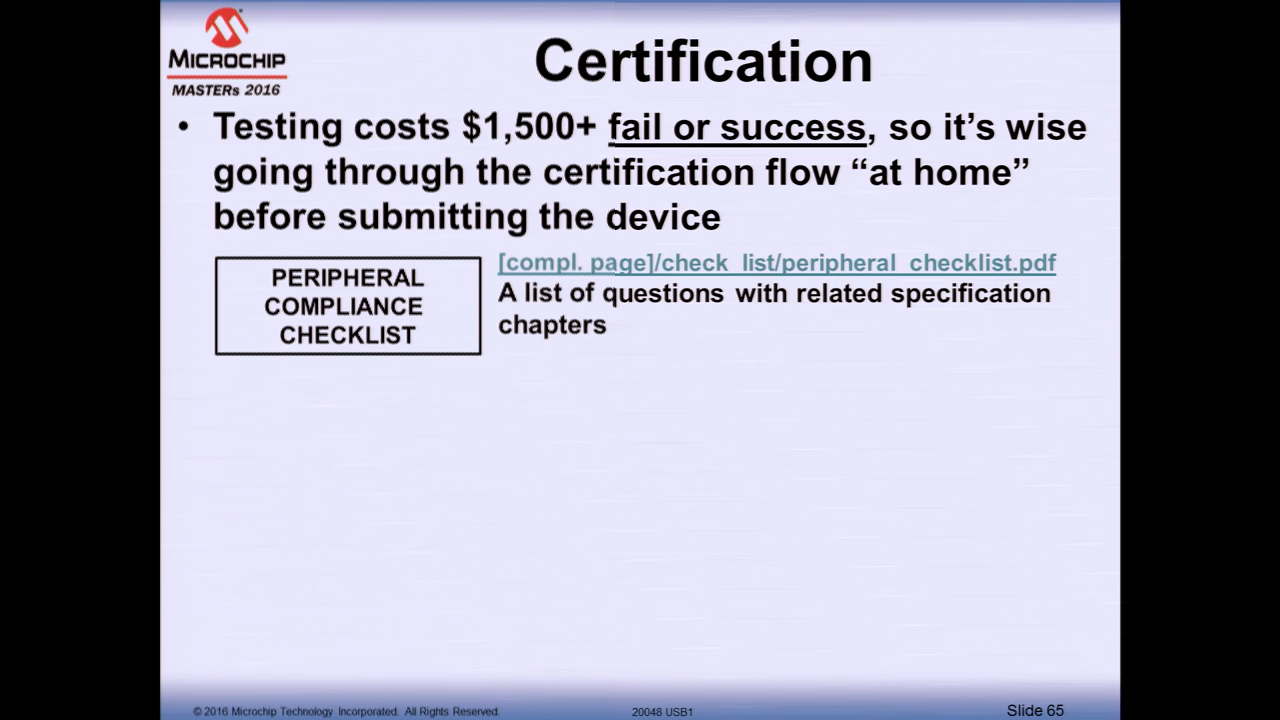 MICROCHIP
MASTERs 2016
Certification
• Testing costs $1,500+ fail or success, so it’s wise
going through the certification flow “at home”
before submitting the device
PERIPHERAL
COMPLIANCE
CHECKLIST
[compl. page]/check_list/peripheral_checklist.pdf
A list of questions with related specification
chapters
© 2016 Microchip Technology Incorporated. All Rights Reserved.
20048 USB1
Slide 65